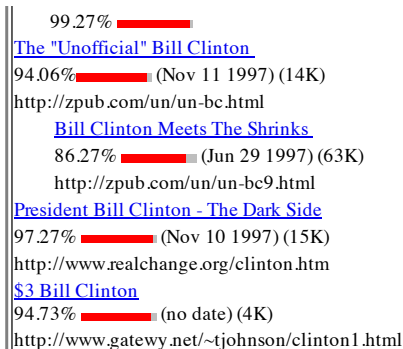 99.27%
The "Unofficial" Bill Clinton
94.06% (Nov 11 1997) (14K)
http://zpub.com/un/un-bc.html
Bill Clinton Meets The Shrinks
86.27% (Jun 29 1997) (63K)
http://zpub.com/un/un-bc9.html
President Bill Clinton - The Dark Side
97.27% (Nov 10 1997) (15K)
http://www.realchange.org/clinton.htm
$3 Bill Clinton
94.73% (no date) (4K)
http://www.gatewy.net/~tjohnson/clinton1.html